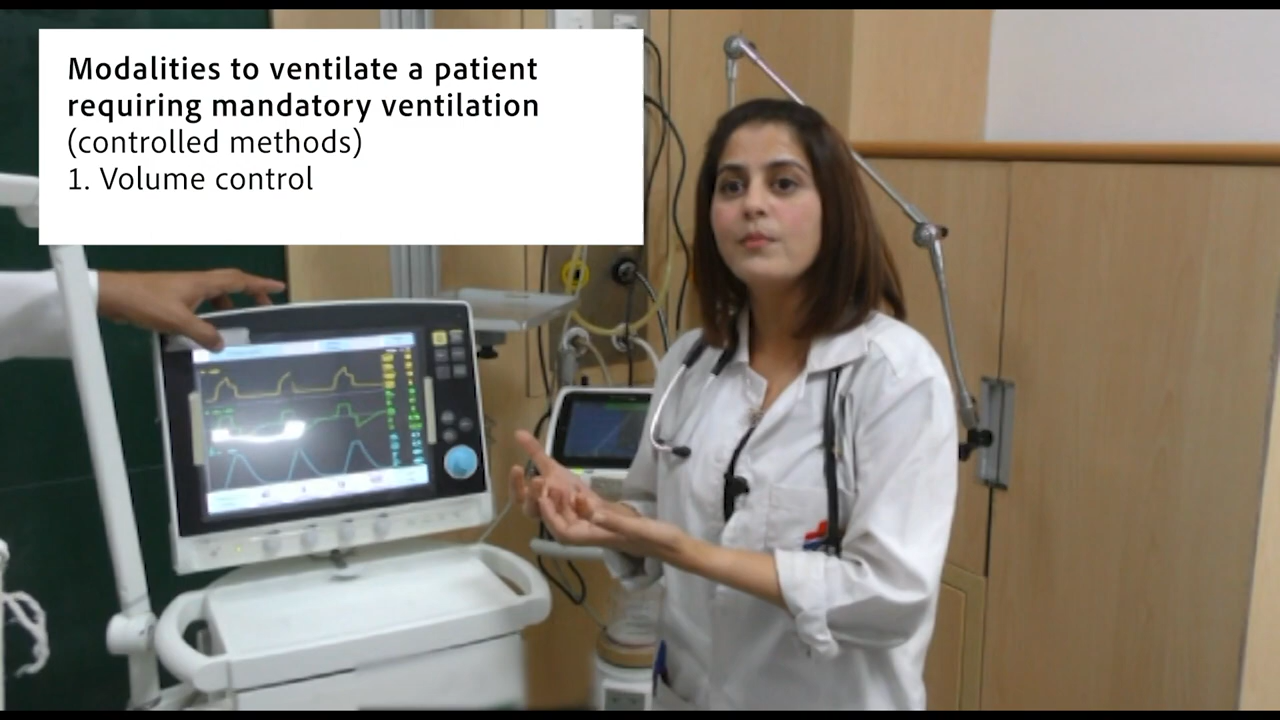 Modalities to ventilate a patient
requiring mandatory ventilation
(controlled methods)
1. Volume control